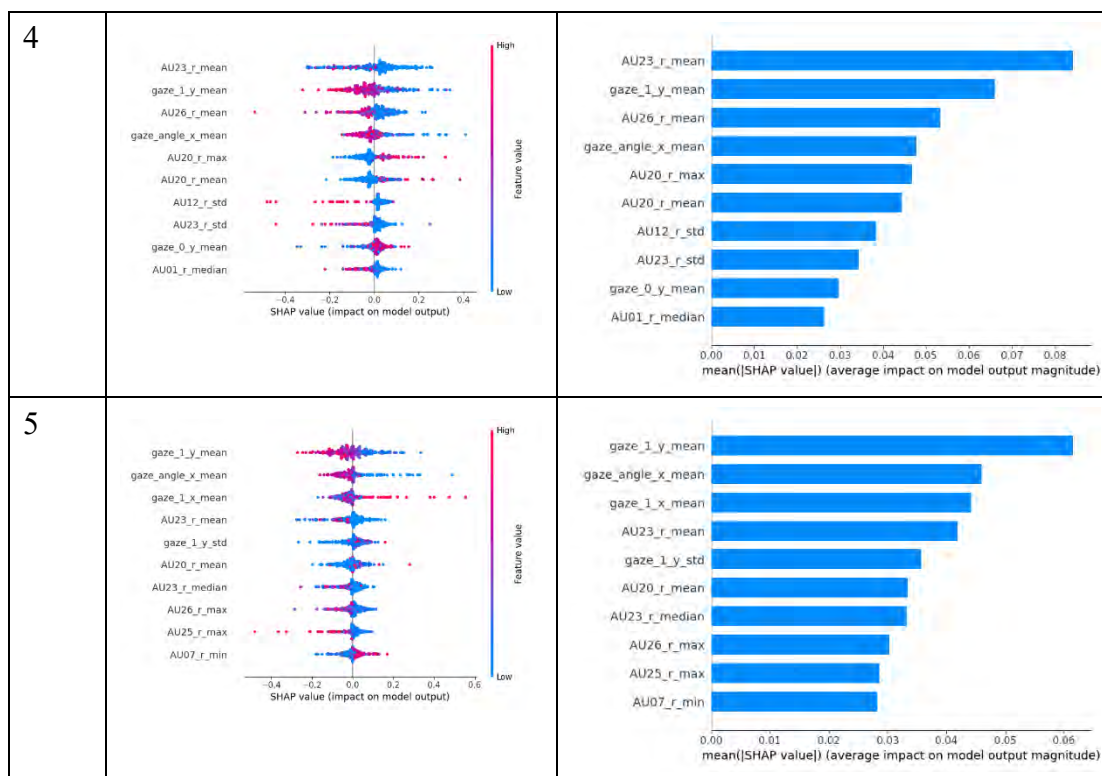 4
High
AU23_r_mean
gaze_1_y_mean
AU26_r_mean
gaze_angle_x_mean
AU20_r_max
AU20_r_mean
AU12_r_std
AU23_r_std
gaze_0_y_mean
AU01_r_median
Feature value
Low
−0.4 −0.2 0.0 0.2 0.4
SHAP value (impact on model output)
AU23_r_mean
gaze_1_y_mean
AU26_r_mean
gaze_angle_x_mean
AU20_r_max
AU20_r_mean
AU12_r_std
AU23_r_std
gaze_0_y_mean
AU01_r_median
0.00 0.01 0.02 0.03 0.04 0.05 0.06 0.07 0.08
mean(|SHAP value|) (average impact on model output magnitude)
5
High
gaze_1_y_mean
gaze_angle_x_mean
gaze_1_x_mean
AU23_r_mean
gaze_1_y_std
AU20_r_mean
AU23_r_median
AU26_r_max
AU25_r_max
AU07_r_min
Feature value
Low
−0.4 −0.2 0.0 0.2 0.4 0.6
SHAP value (impact on model output)
gaze_1_y_mean
gaze_angle_x_mean
gaze_1_x_mean
AU23_r_mean
gaze_1_y_std
AU20_r_mean
AU23_r_median
AU26_r_max
AU25_r_max
AU07_r_min
0.00 0.01 0.02 0.03 0.04 0.05 0.06
mean(|SHAP value|) (average impact on model output magnitude)